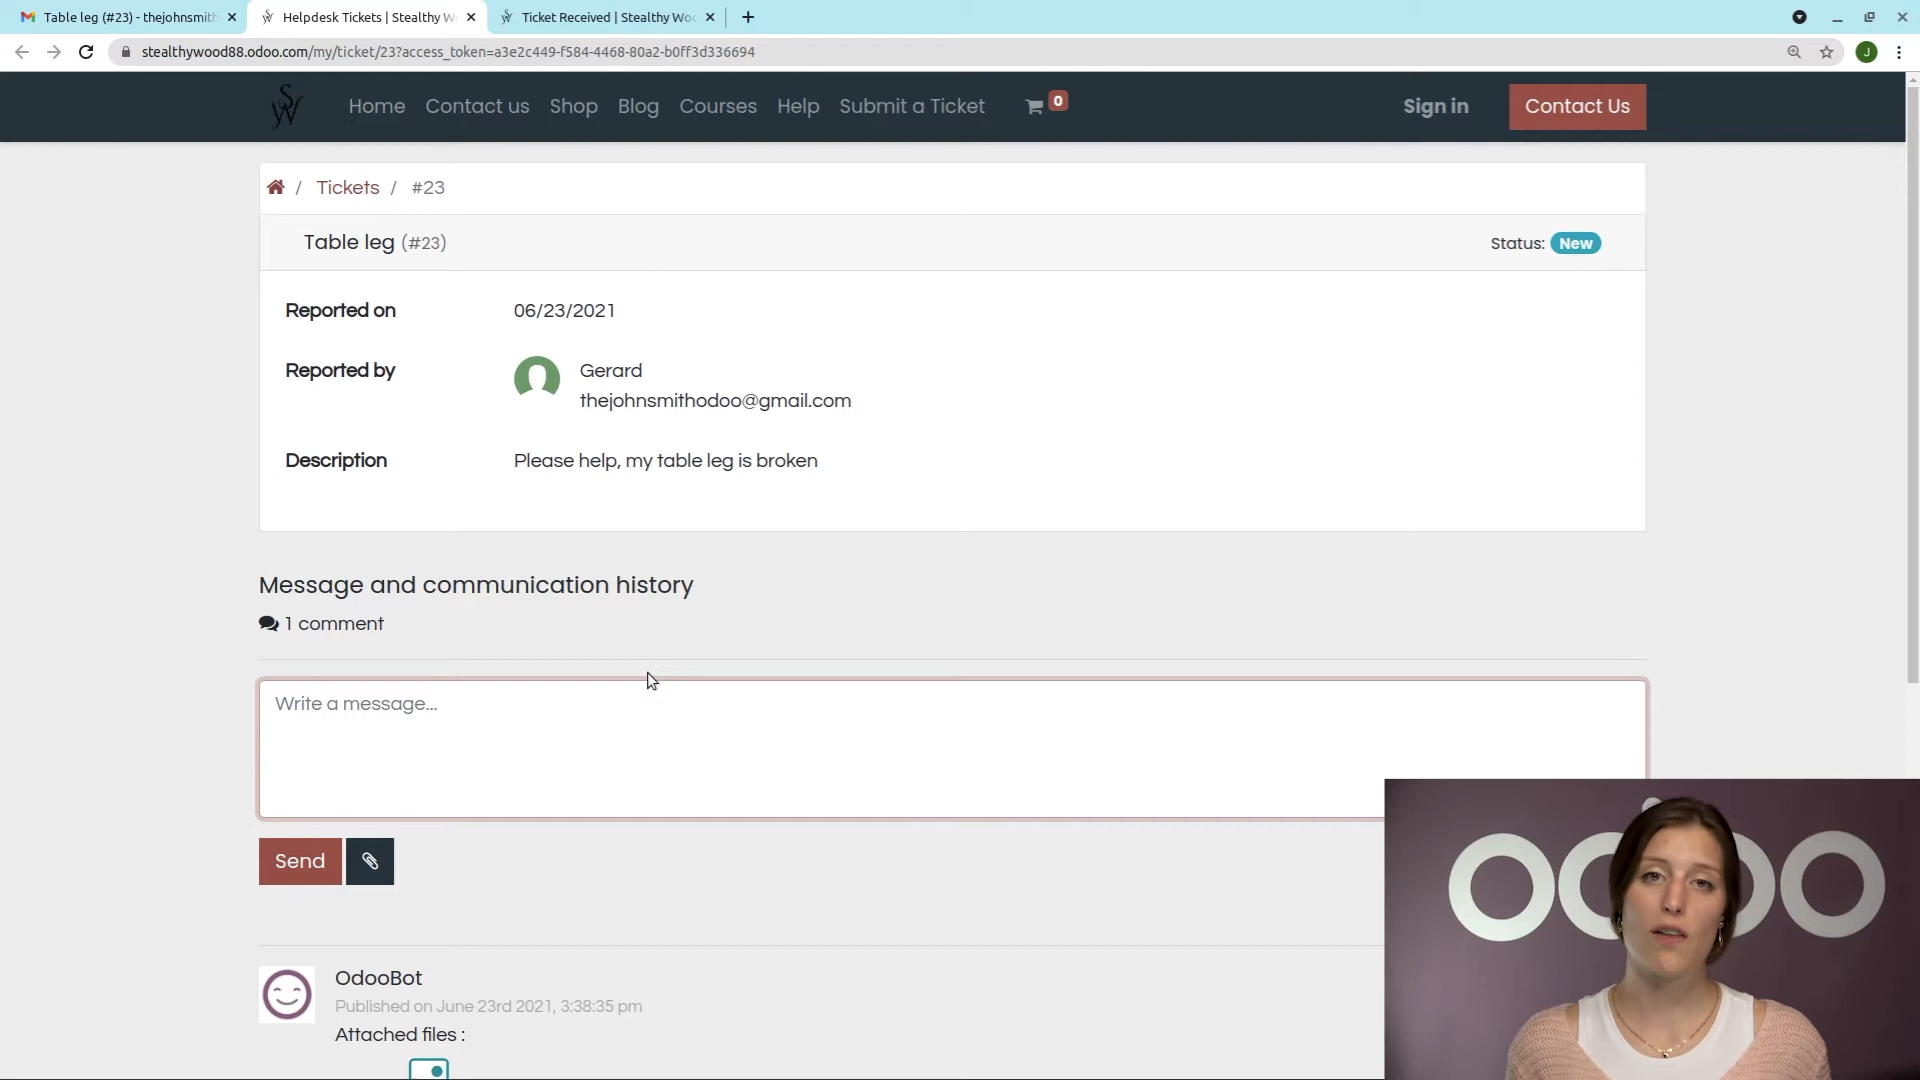 Table leg (#23) - thejohnsmith
Helpdesk Tickets | Stealthy W
Ticket Received | Stealthy Woo
stealthywood88.odoo.com/my/ticket/23?access_token=a3e2c449-f584-4468-80a2-b0ff3d336694
J
SW
Home
Contact us
Shop
Blog
Courses
Help
Submit a Ticket
0
Sign in
Contact Us
/ Tickets / #23
Table leg (#23)
Status: New
Reported on
06/23/2021
Reported by
Gerard
thejohnsmithodoo@gmail.com
Description
Please help, my table leg is broken
Message and communication history
1 comment
Write a message...
Send
OdooBot
Published on June 23rd 2021, 3:38:35 pm
Attached files :
odoo